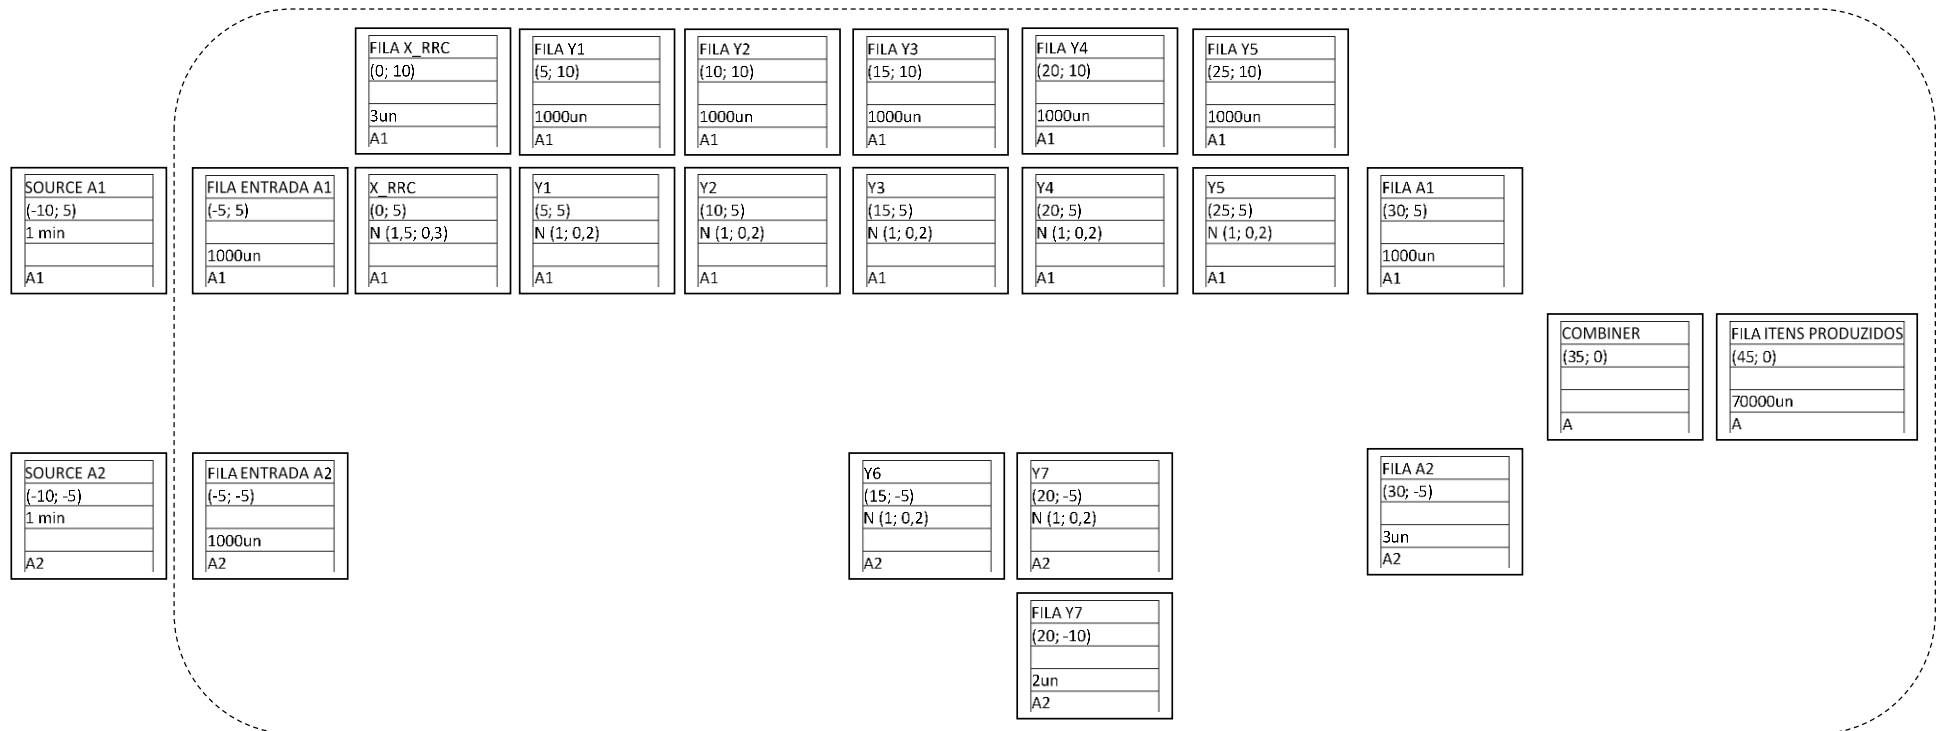 FILA X_RRC
(0; 10)
3un
A1
FILA Y1
(5; 10)
1000un
A1
FILA Y2
(10; 10)
1000un
A1
FILA Y3
(15; 10)
1000un
A1
FILA Y4
(20; 10)
1000un
A1
FILA Y5
(25; 10)
1000un
A1
SOURCE A1
(-10; 5)
1 min
A1
FILA ENTRADA A1
(-5; 5)
1000un
A1
X_RRC
(0; 5)
N (1,5; 0,3)
A1
Y1
(5; 5)
N (1; 0,2)
A1
Y2
(10; 5)
N (1; 0,2)
A1
Y3
(15; 5)
N (1; 0,2)
A1
Y4
(20; 5)
N (1; 0,2)
A1
Y5
(25; 5)
N (1; 0,2)
A1
FILA A1
(30; 5)
1000un
A1
COMBINER
(35; 0)
A
FILA ITENS PRODUZIDOS
(45; 0)
70000un
A
SOURCE A2
(-10; -5)
1 min
A2
FILA ENTRADA A2
(-5; -5)
1000un
A2
Y6
(15; -5)
N (1; 0,2)
A2
Y7
(20; -5)
N (1; 0,2)
A2
FILA A2
(30; -5)
3un
A2
FILA Y7
(20; -10)
2un
A2